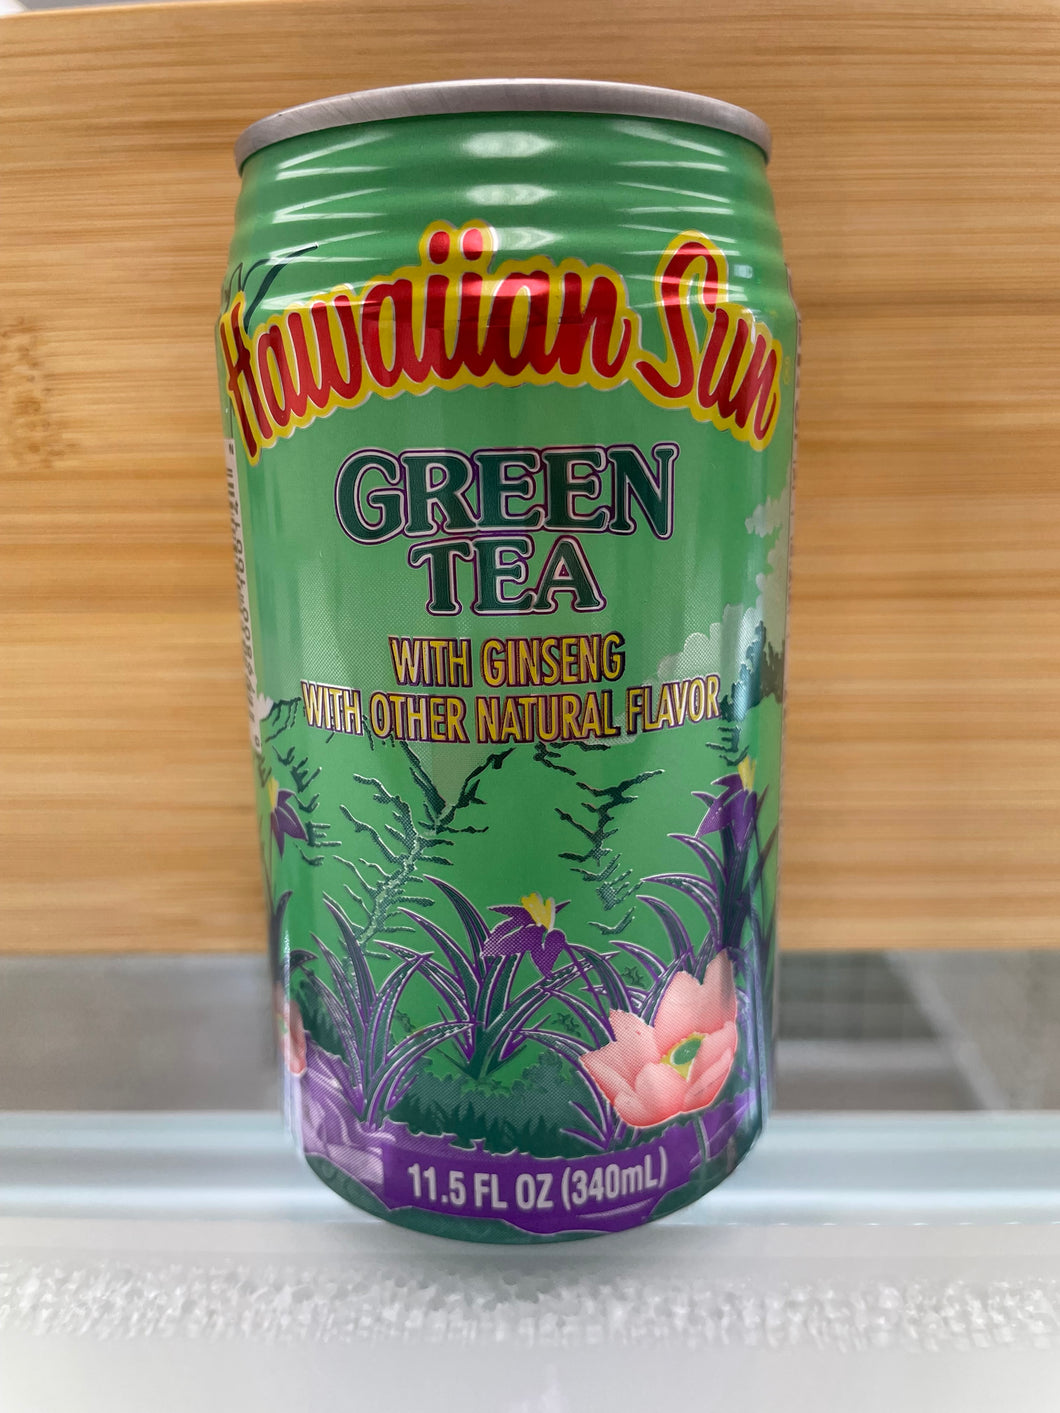 Hawaiian Sun
GREEN
TEA
WITH GINSENG
WITH OTHER NATURAL FLAVOR
11.5 FL OZ (340mL)